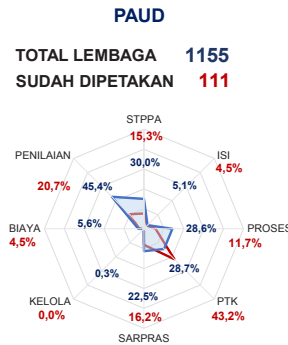 PAUD
TOTAL LEMBAGA 1155
SUDAH DIPETAKAN 111
STPPA
15,3%
PENILAIAN
ISI
30,0%
4,5%
20,7%
45,4%
5,1%
BIAYA
5,6%
28,6%
PROSES
4,5%
11,7%
0,3%
28,7%
KELOLA
22,5%
PTK
0,0%
16,2%
43,2%
SARPRAS